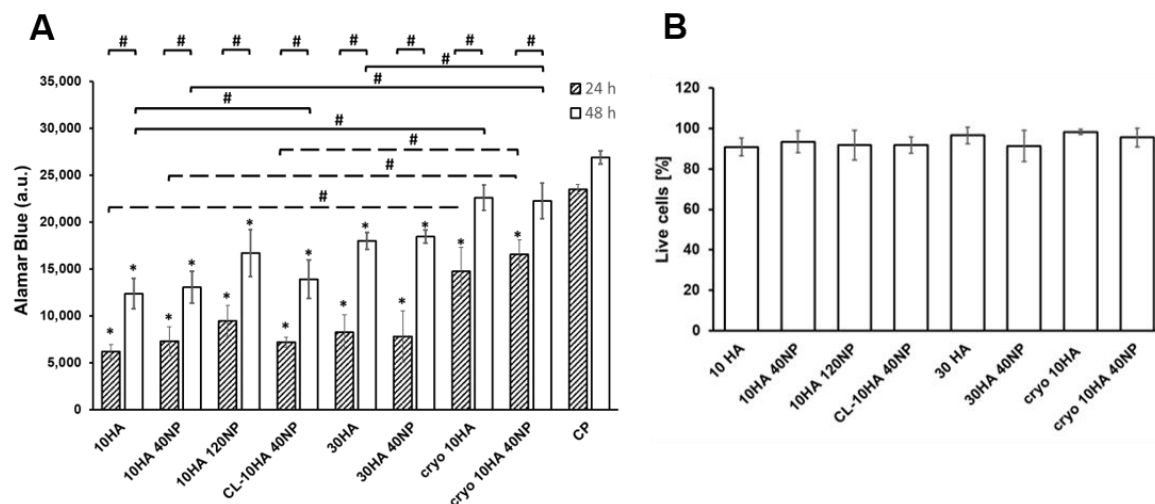 A
# # # # # # # #
#
#
#
#
#
#
#
24 h
48 h
Alamar Blue (a.u.)
35,000
30,000
25,000
20,000
15,000
10,000
5,000
0
* * * * * * * * * * * * * *
10HA
10HA 40NP
10HA 120NP
CL-10HA 40NP
30HA
30HA 40NP
cryo 10HA
cryo 10HA 40NP
CP
B
Live cells [%]
120
100
80
60
40
20
0
10 HA
10HA 40NP
10HA 120NP
CL-10HA 40NP
30 HA
30HA 40NP
cryo 10HA
cryo 10HA 40NP